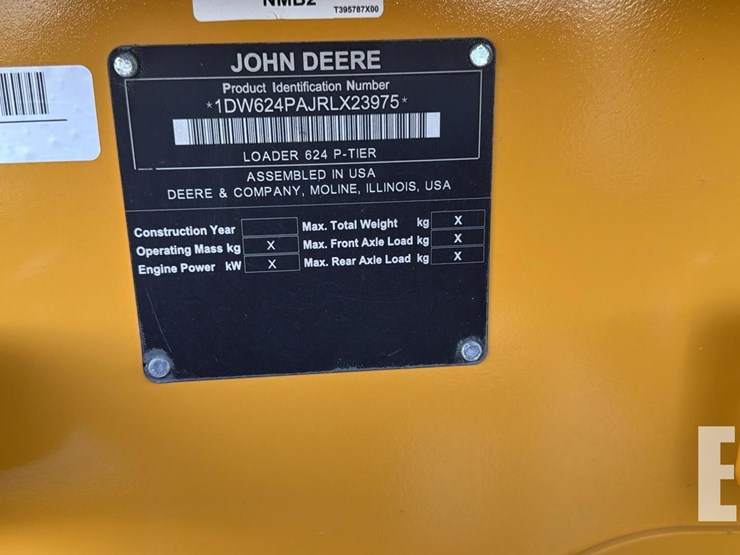 NMB2
T395787X00
JOHN DEERE
Product Identification Number
*1DW624PAJRLX23975*
LOADER 624 P-TIER
ASSEMBLED IN USA
DEERE & COMPANY, MOLINE, ILLINOIS, USA
Construction Year
Operating Mass kg X
Engine Power kW X
Max. Total Weight kg X
Max. Front Axle Load kg X
Max. Rear Axle Load kg X
E